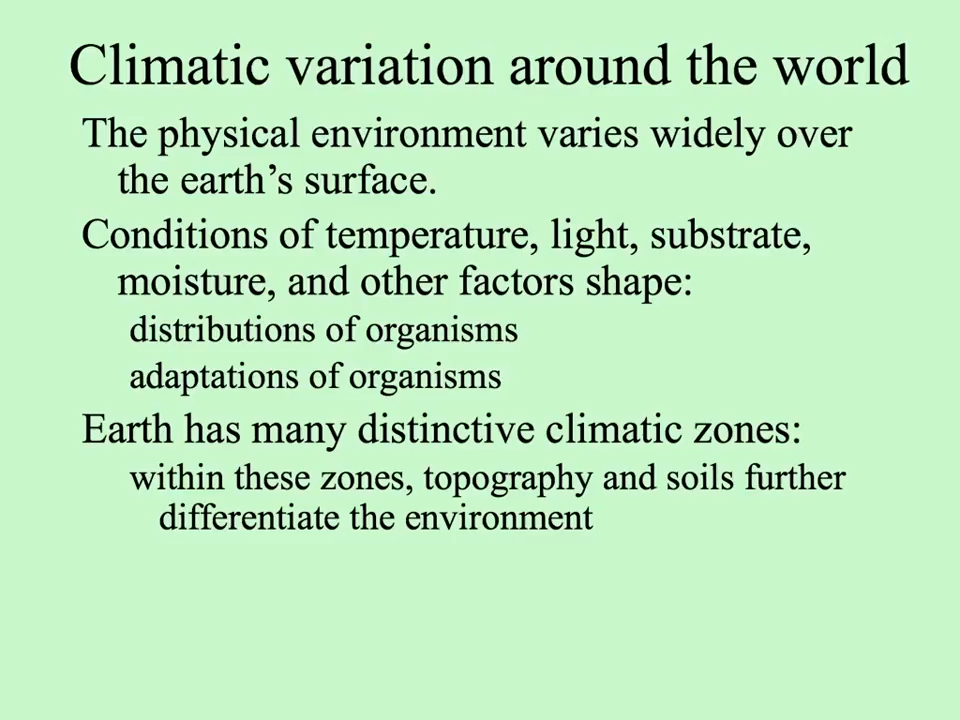 Climatic variation around the world
The physical environment varies widely over
the earth’s surface.
Conditions of temperature, light, substrate,
moisture, and other factors shape:
distributions of organisms
adaptations of organisms
Earth has many distinctive climatic zones:
within these zones, topography and soils further
differentiate the environment